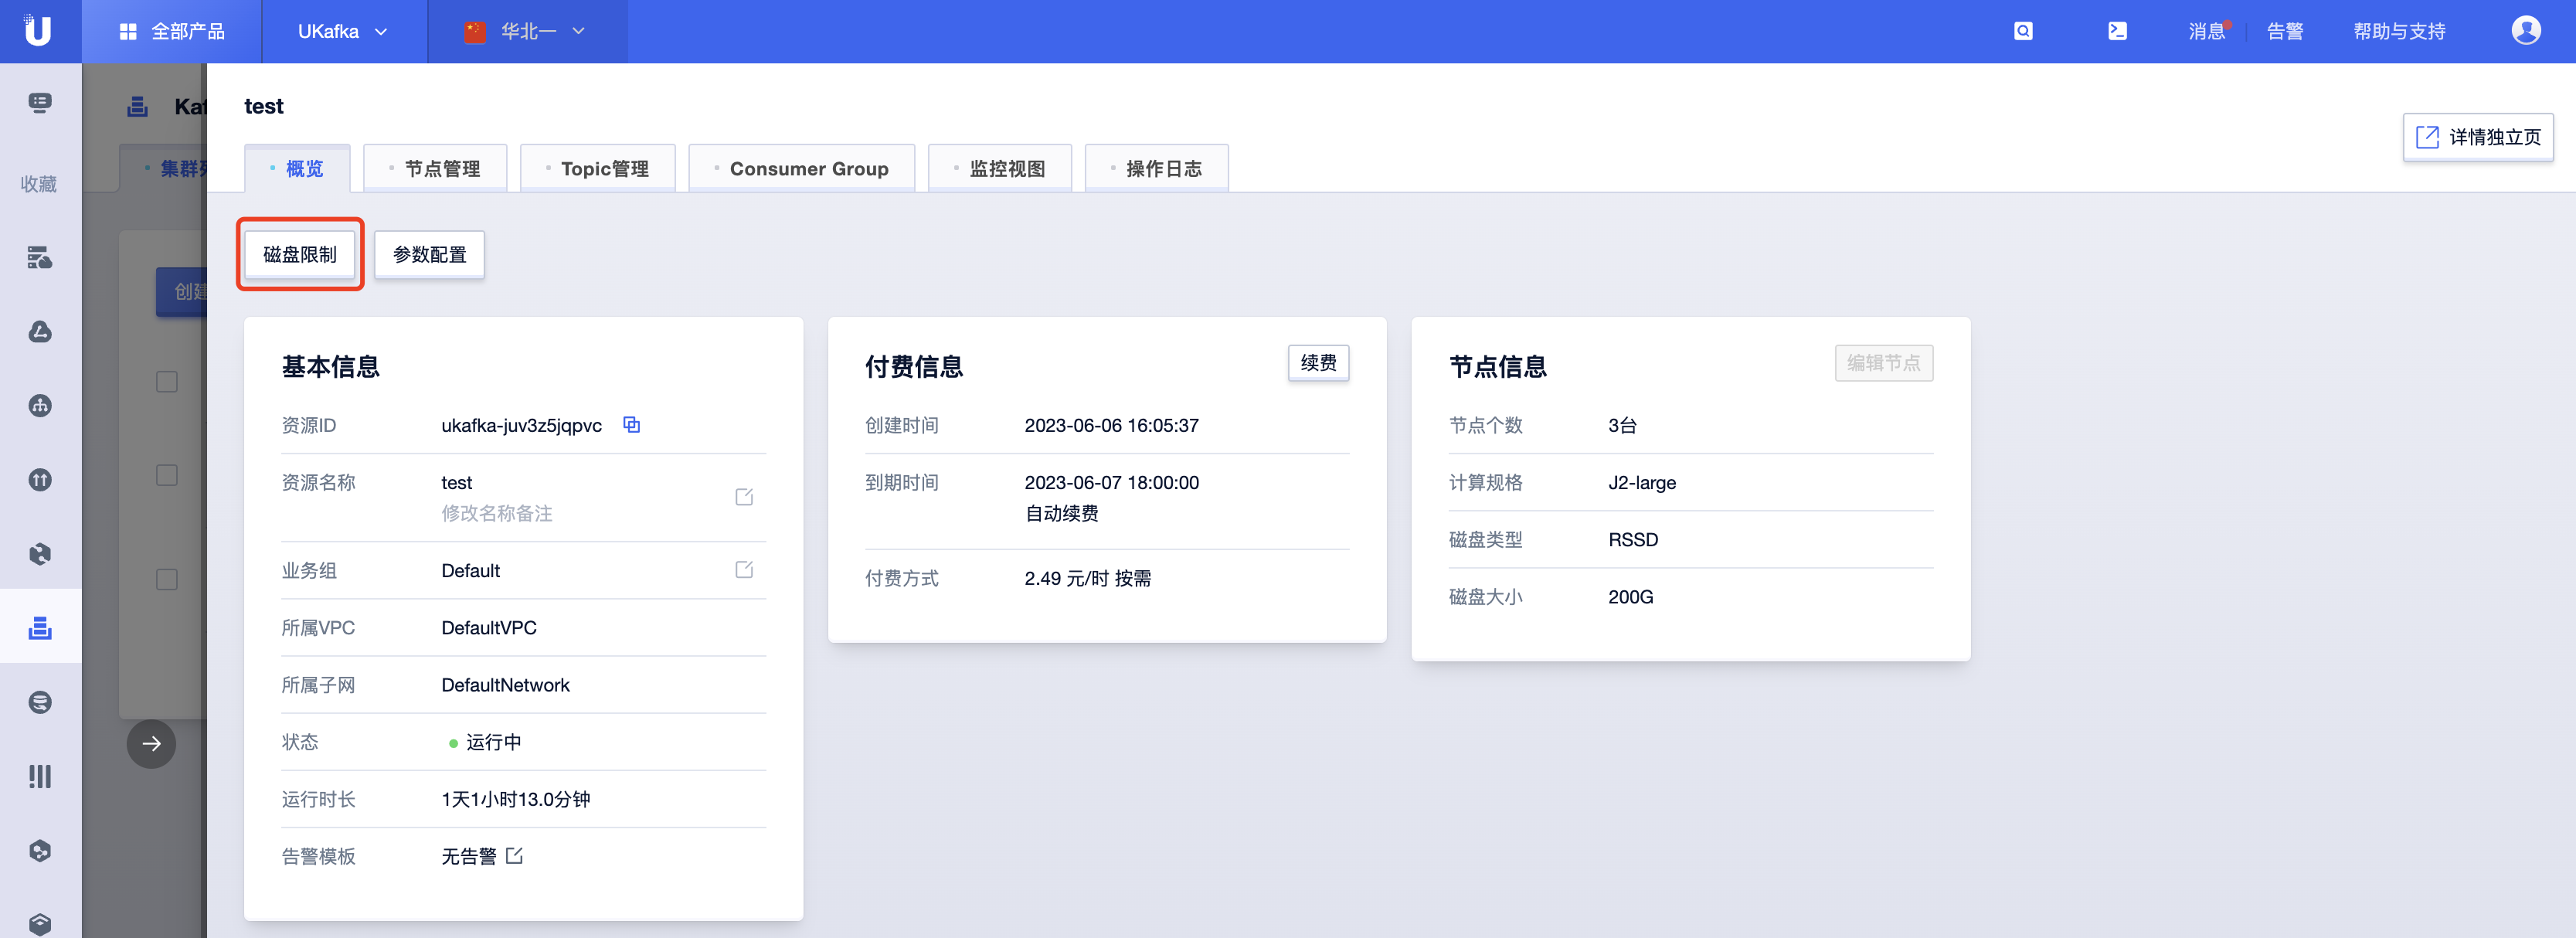 全部产品
UKafka
华北一
消息
告警
帮助与支持
收藏
test
详情独立页
概览
节点管理
Topic管理
Consumer Group
监控视图
操作日志
磁盘限制
参数配置
基本信息
资源ID
ukafka-juv3z5jqpvc
资源名称
test
修改名称备注
业务组
Default
所属VPC
DefaultVPC
所属子网
DefaultNetwork
状态
运行中
运行时长
1天1小时13.0分钟
告警模板
无告警
付费信息
续费
创建时间
2023-06-06 16:05:37
到期时间
2023-06-07 18:00:00
自动续费
付费方式
2.49 元/时 按需
节点信息
编辑节点
节点个数
3台
计算规格
J2-large
磁盘类型
RSSD
磁盘大小
200G